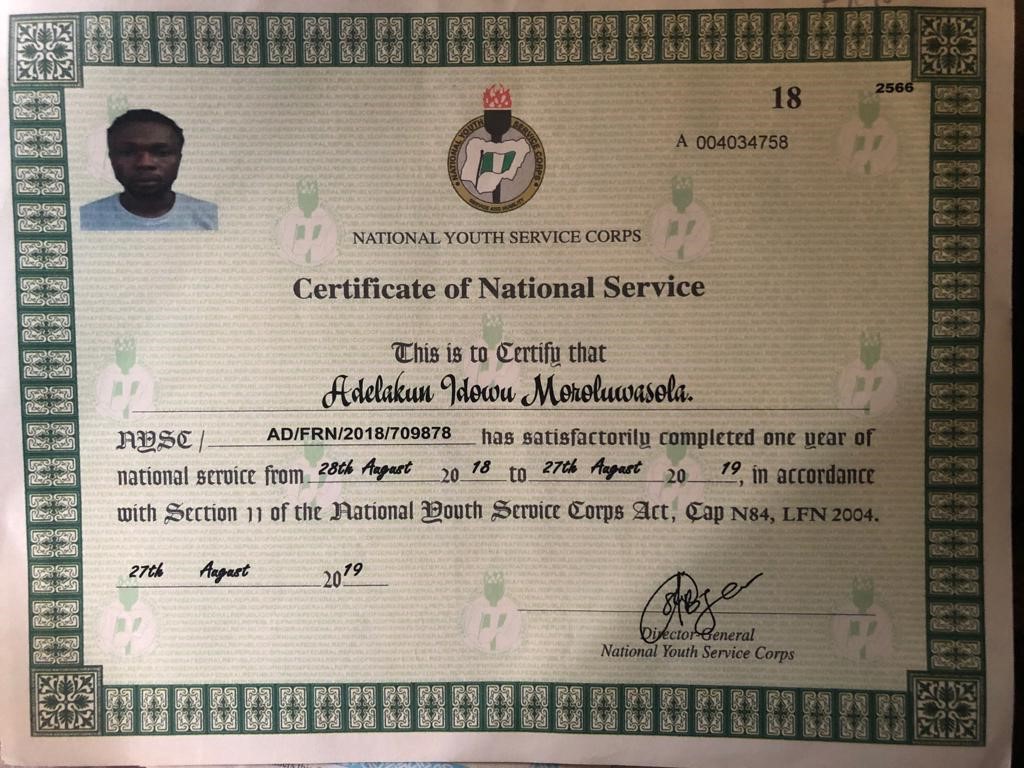 18
2566
A 004034758
NATIONAL YOUTH SERVICE CORPS
NATIONAL YOUTH SERVICE CORPS
Certificate of National Service
This is to Certify that
Adelakun Idowu Moroluwasola.
NYSC / AD/FRN/2018/709878 has satisfactorily completed one year of
national service from 28th August 20 18 to 27th August 20 19, in accordance
with Section 11 of the National Youth Service Corps Act, Cap N84, LFN 2004.
27th August 2019
Director-General
National Youth Service Corps